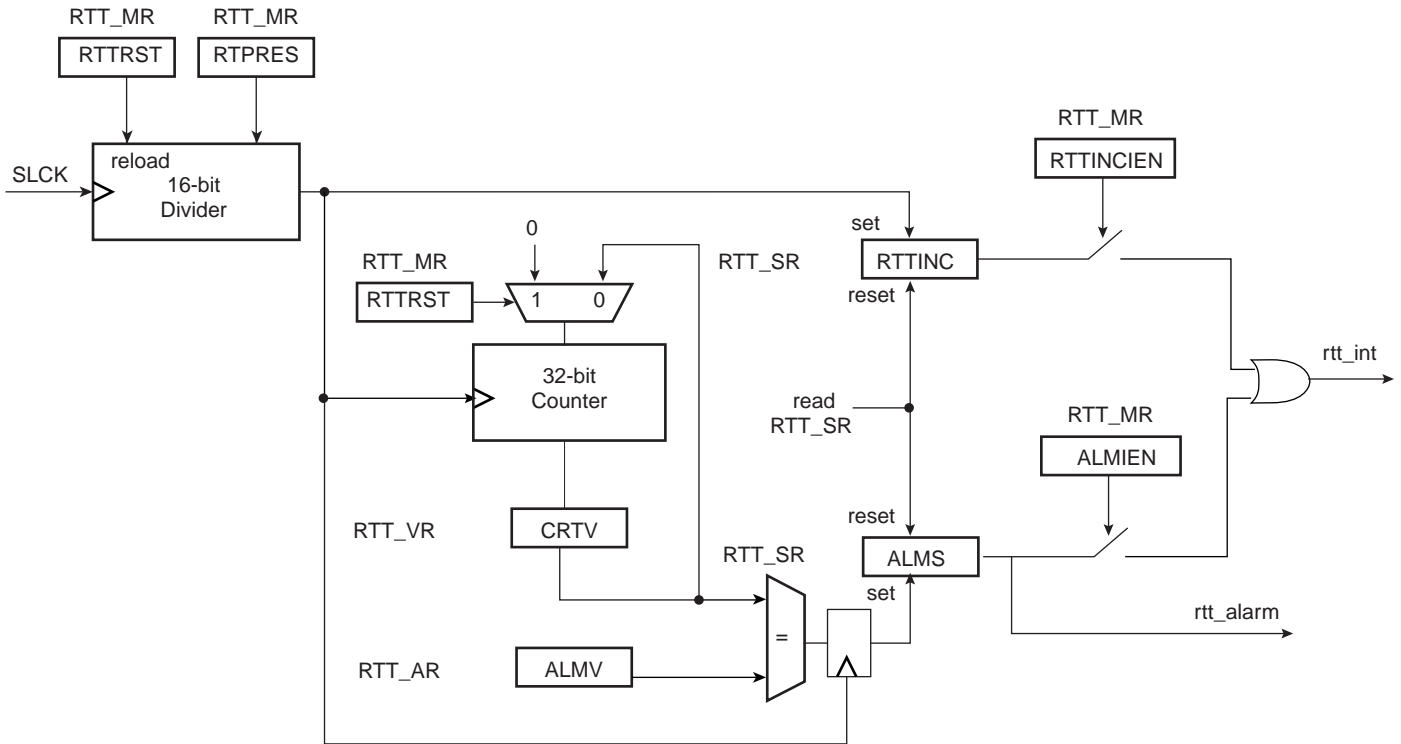 RTT_MR
RTT_MR
RTTRST
RTPRES
RTT_MR
RTTINCIEN
SLCK
reload
16-bit
Divider
set
0
RTT_MR
RTT_SR
RTTINC
RTTRST
1
0
reset
32-bit
Counter
rtt_int
read
RTT_SR
RTT_MR
ALMIEN
RTT_VR
CRTV
reset
RTT_SR
ALMS
set
=
rtt_alarm
RTT_AR
ALMV